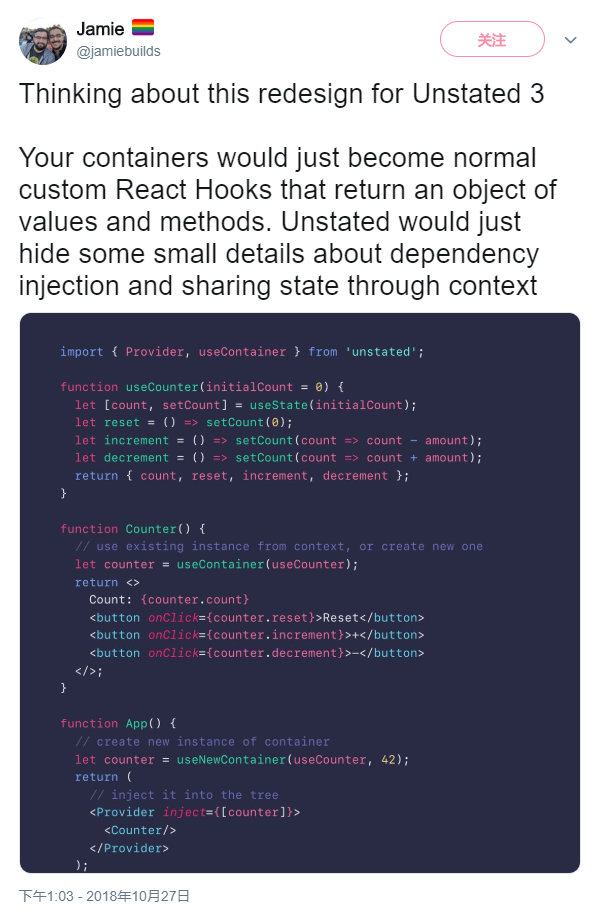 Jamie 🏳️‍🌈
@jamiebuilds
关注
Thinking about this redesign for Unstated 3
Your containers would just become normal
custom React Hooks that return an object of
values and methods. Unstated would just
hide some small details about dependency
injection and sharing state through context
import { Provider, useContainer } from 'unstated';
function useCounter(initialCount = 0) {
  let [count, setCount] = useState(initialCount);
  let reset = () => setCount(0);
  let increment = () => setCount(count => count - amount);
  let decrement = () => setCount(count => count + amount);
  return { count, reset, increment, decrement };
}
function Counter() {
  // use existing instance from context, or create new one
  let counter = useContainer(useCounter);
  return <>
    Count: {counter.count}
    <button onClick={counter.reset}>Reset</button>
    <button onClick={counter.increment}>+</button>
    <button onClick={counter.decrement}>-</button>
  </>;
}
function App() {
  // create new instance of container
  let counter = useNewContainer(useCounter, 42);
  return (
    // inject it into the tree
    <Provider inject={[counter]}>
      <Counter/>
    </Provider>
  );
下午1:03 - 2018年10月27日